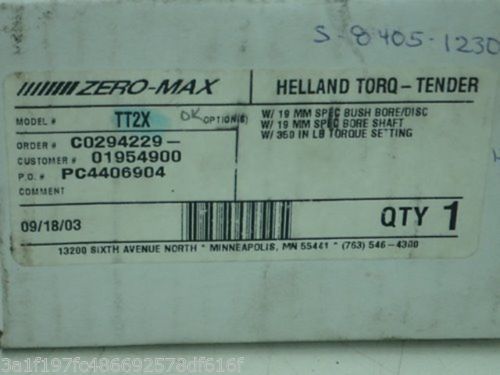 S-8405-1230
ZERO-MAX
HELLAND TORQ-TENDER
MODEL # TT2X OK OPTION(S)
W/ 19 MM SPEC BUSH BORE/DISC
W/ 19 MM SPEC BORE SHAFT
W/ 350 IN LB TORQUE SETTING
ORDER # C0294229-
CUSTOMER # 01954900
P.O. # PC4406904
COMMENT
09/18/03
QTY 1
13200 SIXTH AVENUE NORTH * MINNEAPOLIS, MN 55441 * (763) 546-4300
3a1f197fc486692578df616f